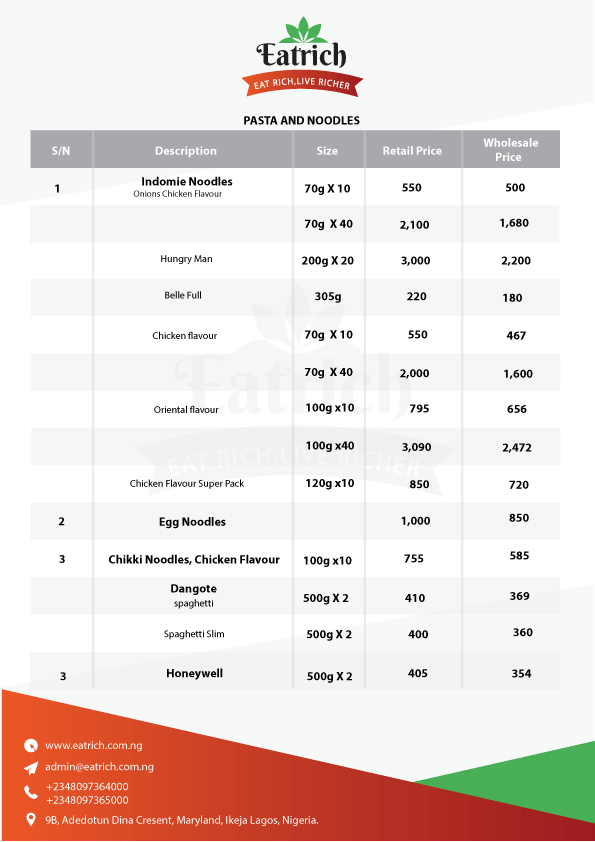 Eatrich
EAT RICH,LIVE RICHER
PASTA AND NOODLES
S/N Description Size Retail Price Wholesale Price
1 Indomie Noodles 70g X 10 550 500
Onions Chicken Flavour
70g X 40 2,100 1,680
Hungry Man 200g X 20 3,000 2,200
Belle Full 305g 220 180
Chicken flavour 70g X 10 550 467
70g X 40 2,000 1,600
Oriental flavour 100g x10 795 656
100g x40 3,090 2,472
Chicken Flavour Super Pack 120g x10 850 720
2 Egg Noodles 1,000 850
3 Chikki Noodles, Chicken Flavour 100g x10 755 585
Dangote 500g X 2 410 369
spaghetti
Spaghetti Slim 500g X 2 400 360
3 Honeywell 500g X 2 405 354
Eatrich
EAT RICH,LIVE RICHER
www.eatrich.com.ng
admin@eatrich.com.ng
+2348097364000
+2348097365000
9B, Adedotun Dina Cresent, Maryland, Ikeja Lagos, Nigeria.